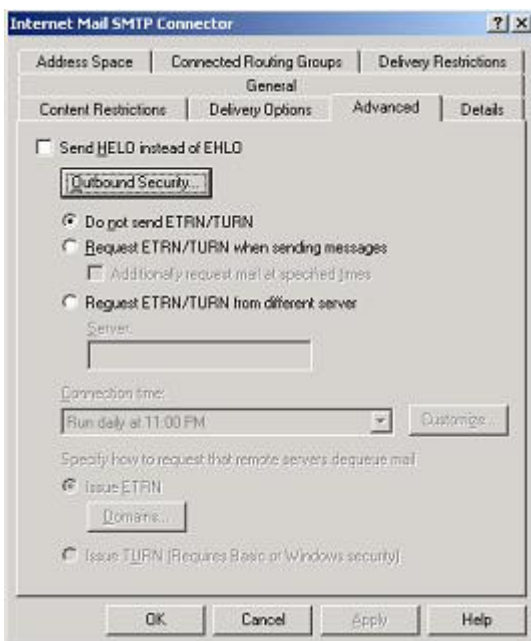 Internet Mail SMTP Connector
Address Space Connected Routing Groups Delivery Restrictions
General
Content Restrictions Delivery Options Advanced Details
Send HELO instead of EHLO
Outbound Security...
Do not send ETRN/TURN
Request ETRN/TURN when sending messages
Additionally request mail at specified times
Request ETRN/TURN from different server
Server:
Connection time:
Run daily at 11:00 PM Customize...
Specify how to request that remote servers dequeue mail
Issue ETRN
Domains...
Issue TURN (Requires Basic or Windows security)
OK Cancel Apply Help